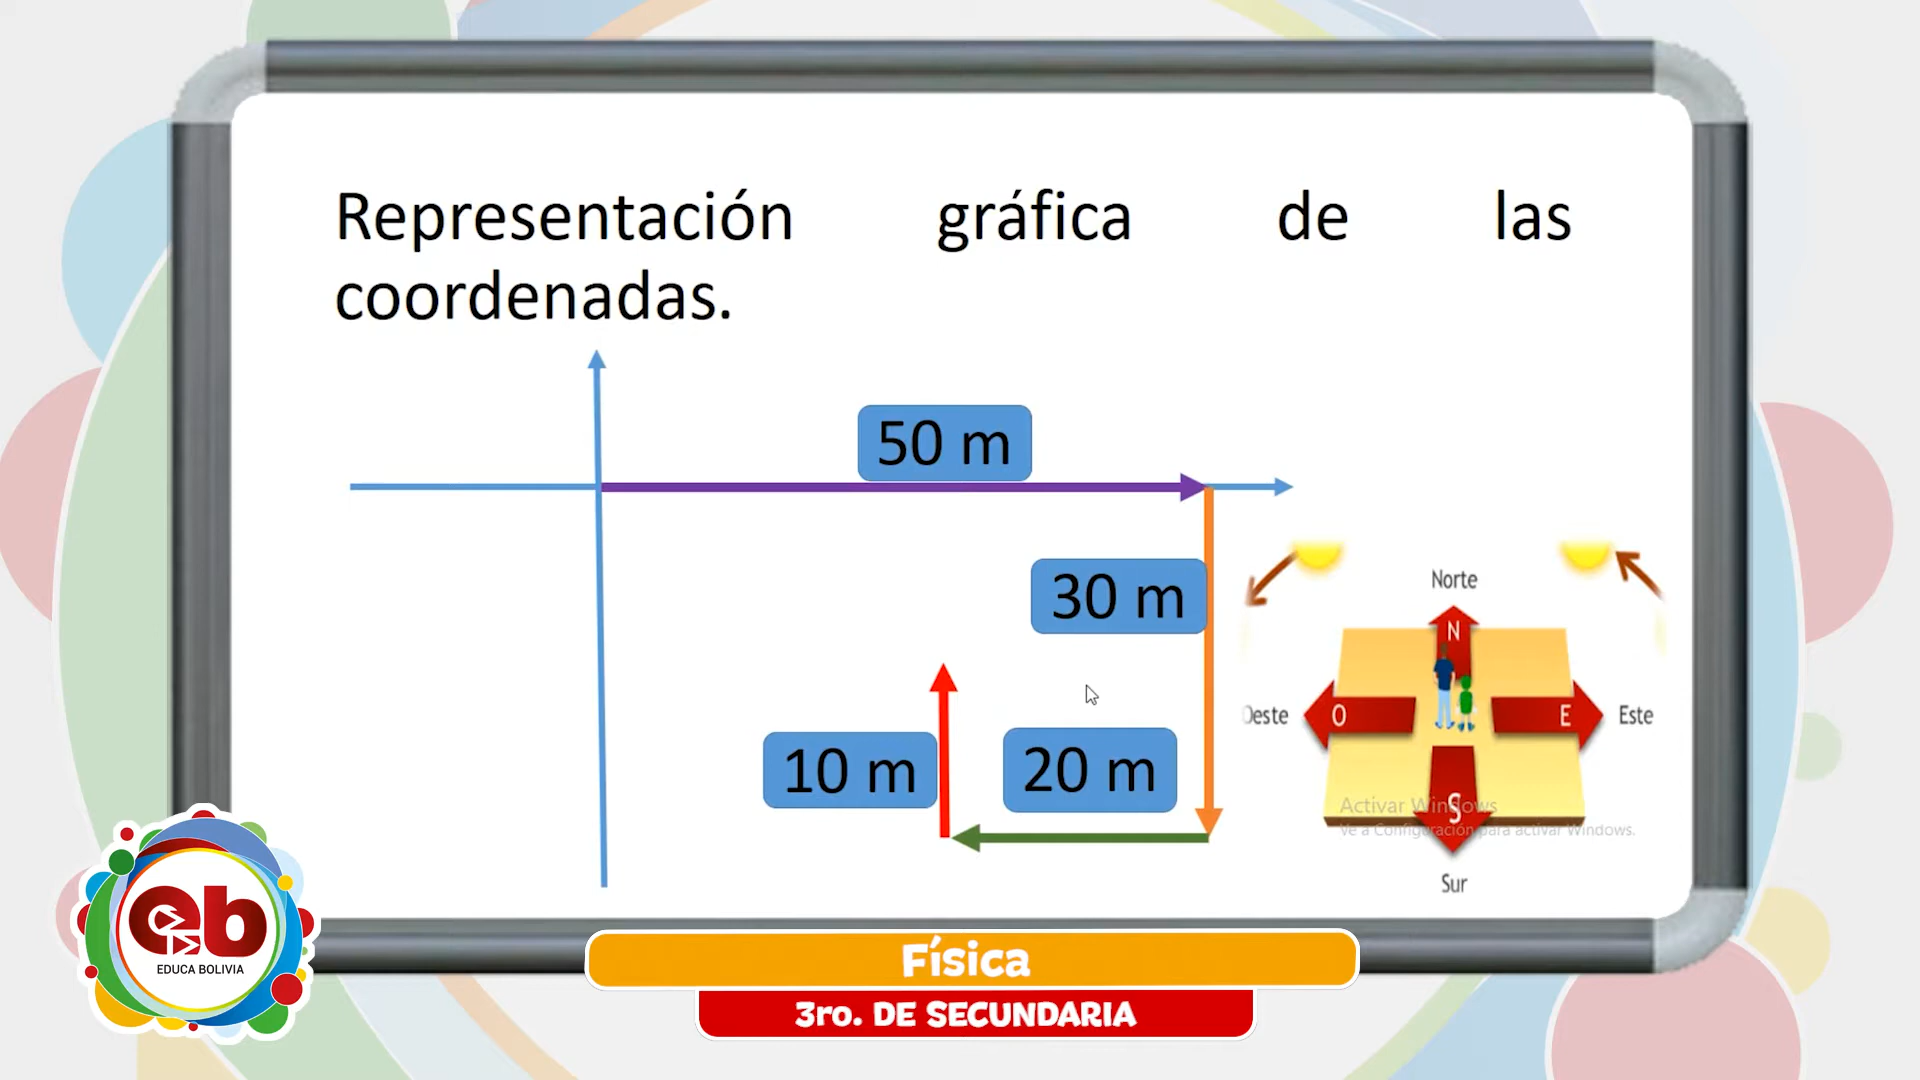 Representación gráfica de las
coordenadas.
50 m
30 m
10 m
20 m
Norte
N
Oeste
O
E
Este
S
Sur
Activar Windows
Ve a Configuración para activar Windows.
eb
EDUCA BOLIVIA
Física
3ro. DE SECUNDARIA